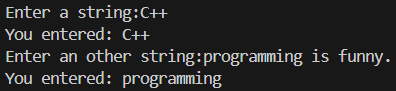 Enter a string:C++
You entered: C++
Enter an other string:programming is funny.
You entered: programming